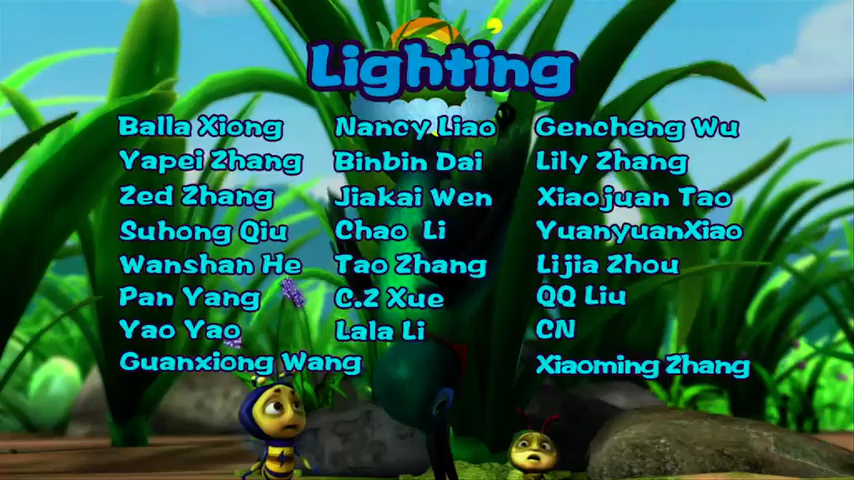 Lighting
Balla Xiong Nancy Liao Gencheng Wu
Yapei Zhang Binbin Dai Lily Zhang
Zed Zhang Jiakai Wen Xiaojuan Tao
Suhong Qiu Chao Li YuanyuanXiao
Wanshan He Tao Zhang Lijia Zhou
Pan Yang C.Z Xue QQ Liu
Yao Yao Lala Li CN
Guanxiong Wang Xiaoming Zhang